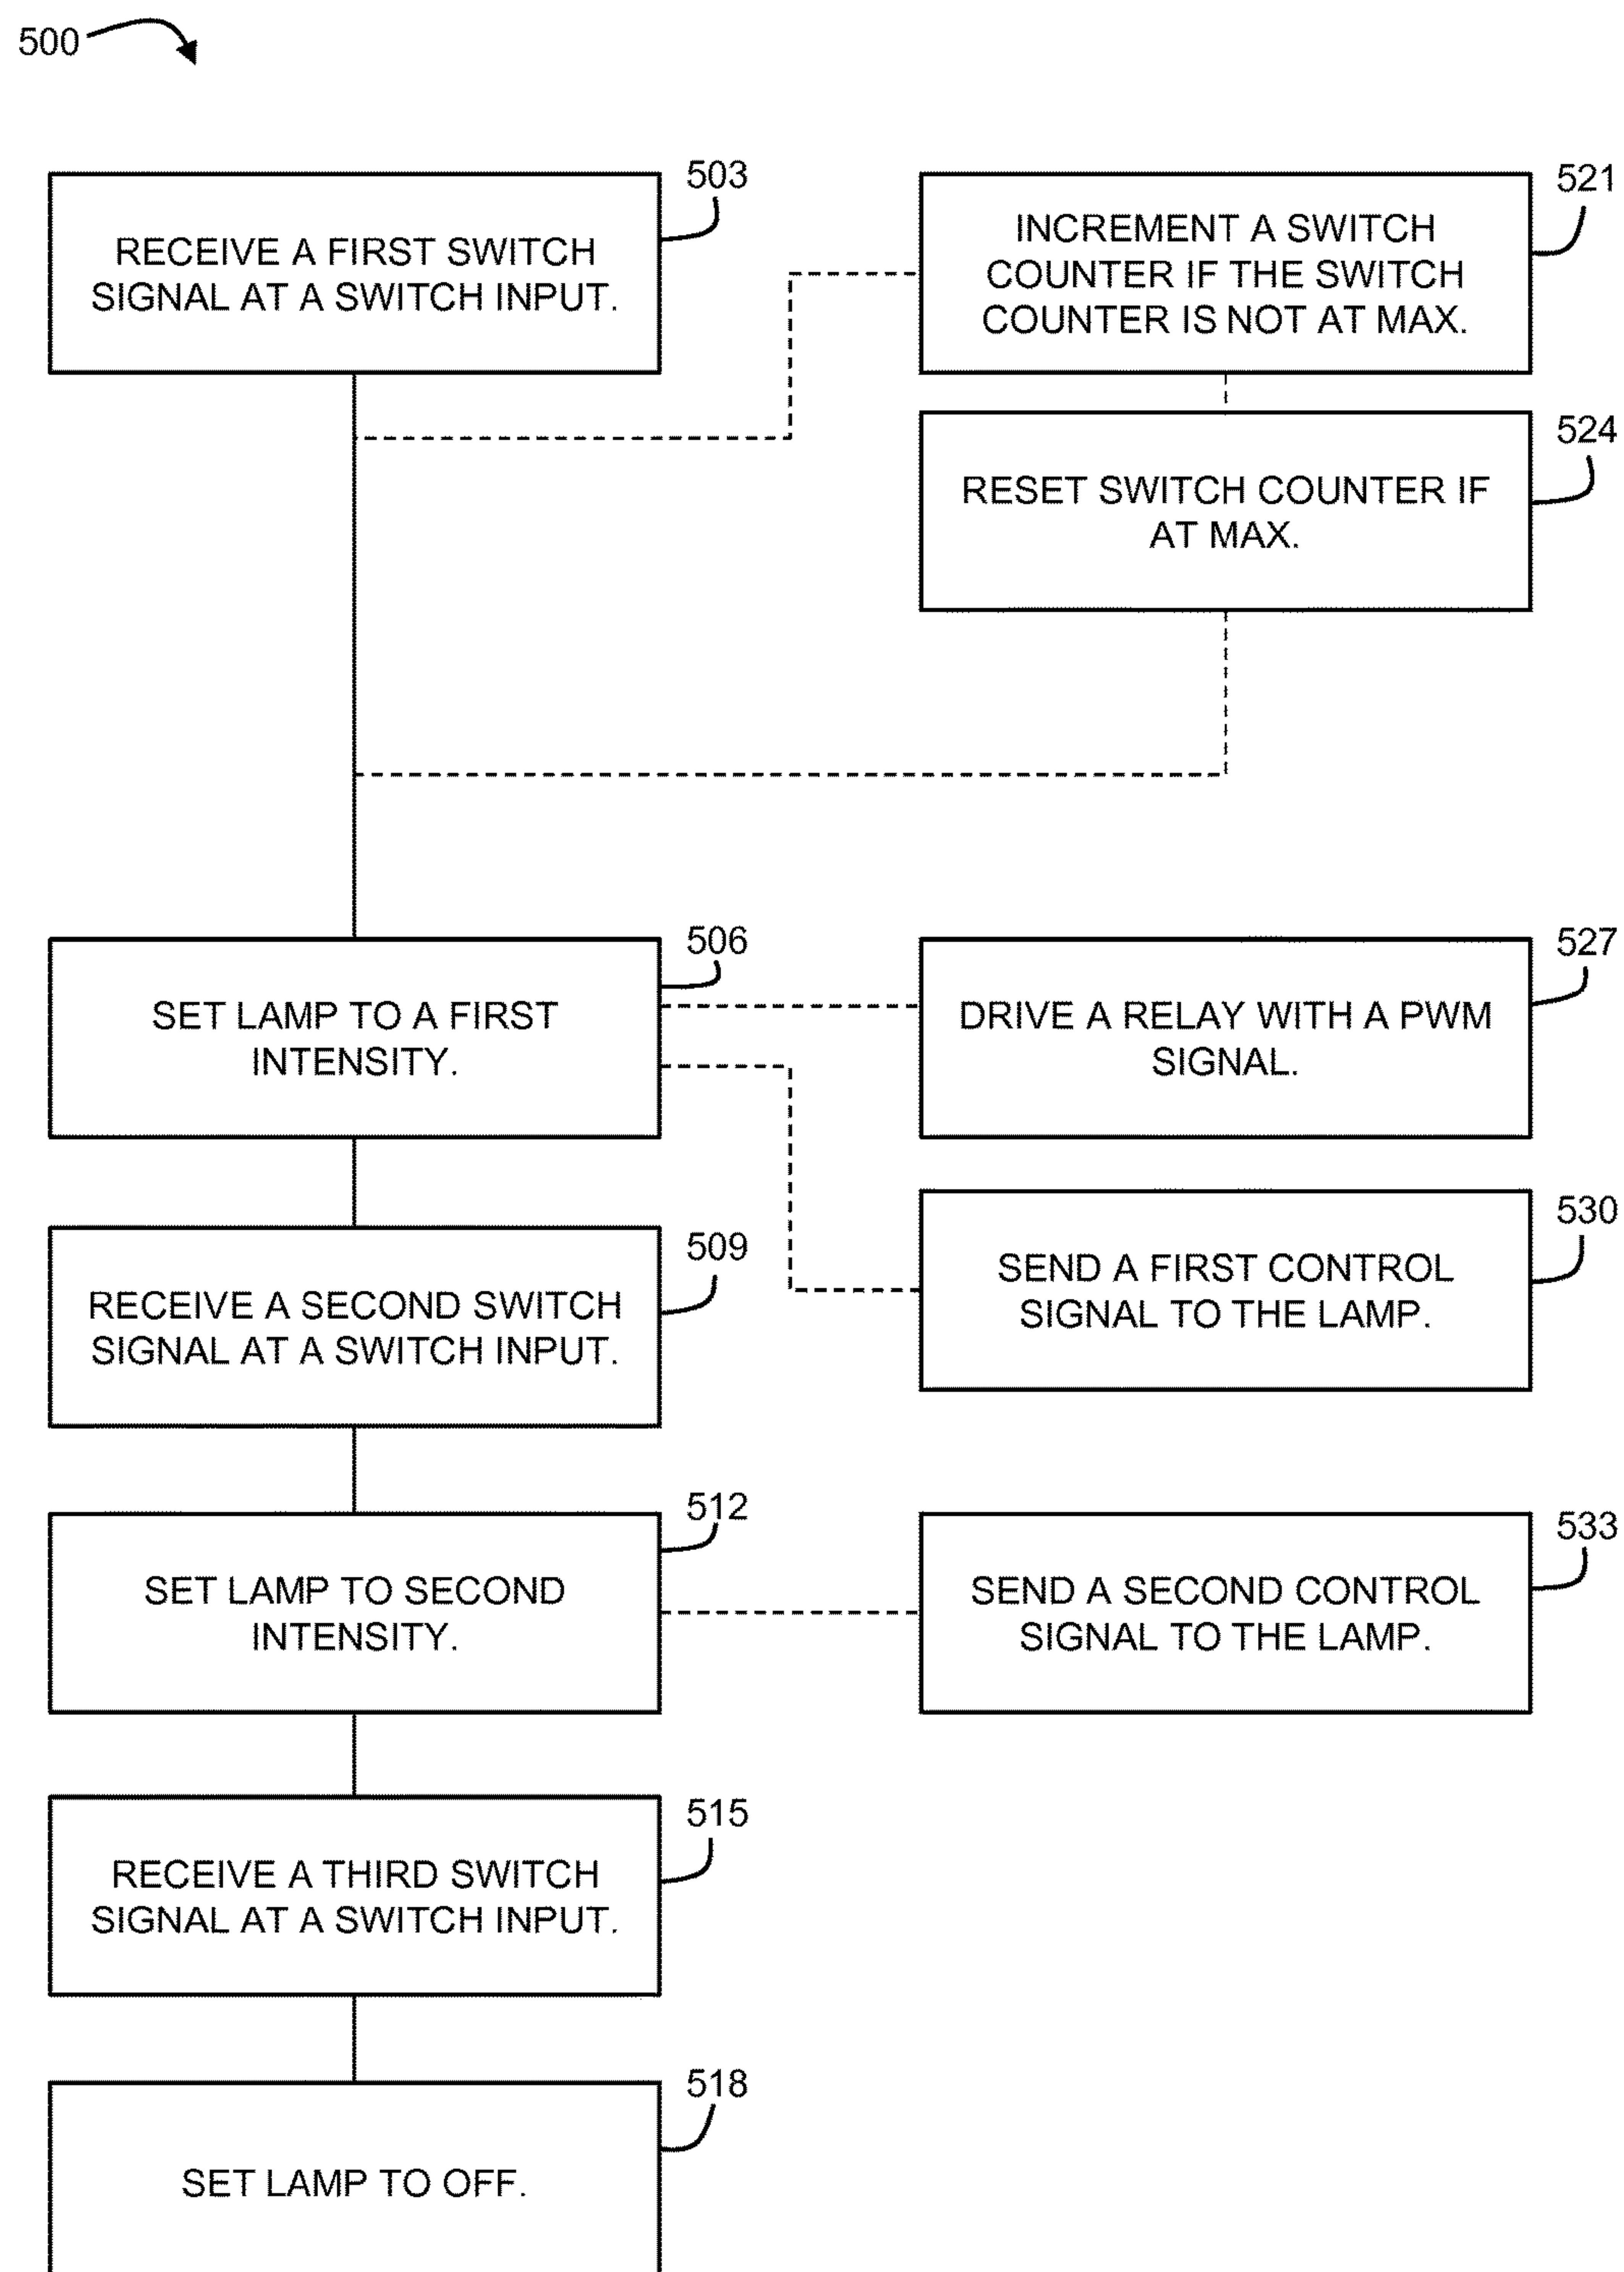 500
503
RECEIVE A FIRST SWITCH
SIGNAL AT A SWITCH INPUT.
521
INCREMENT A SWITCH
COUNTER IF THE SWITCH
COUNTER IS NOT AT MAX.
524
RESET SWITCH COUNTER IF
AT MAX.
506
SET LAMP TO A FIRST
INTENSITY.
527
DRIVE A RELAY WITH A PWM
SIGNAL.
530
SEND A FIRST CONTROL
SIGNAL TO THE LAMP.
509
RECEIVE A SECOND SWITCH
SIGNAL AT A SWITCH INPUT.
512
SET LAMP TO SECOND
INTENSITY.
533
SEND A SECOND CONTROL
SIGNAL TO THE LAMP.
515
RECEIVE A THIRD SWITCH
SIGNAL AT A SWITCH INPUT.
518
SET LAMP TO OFF.